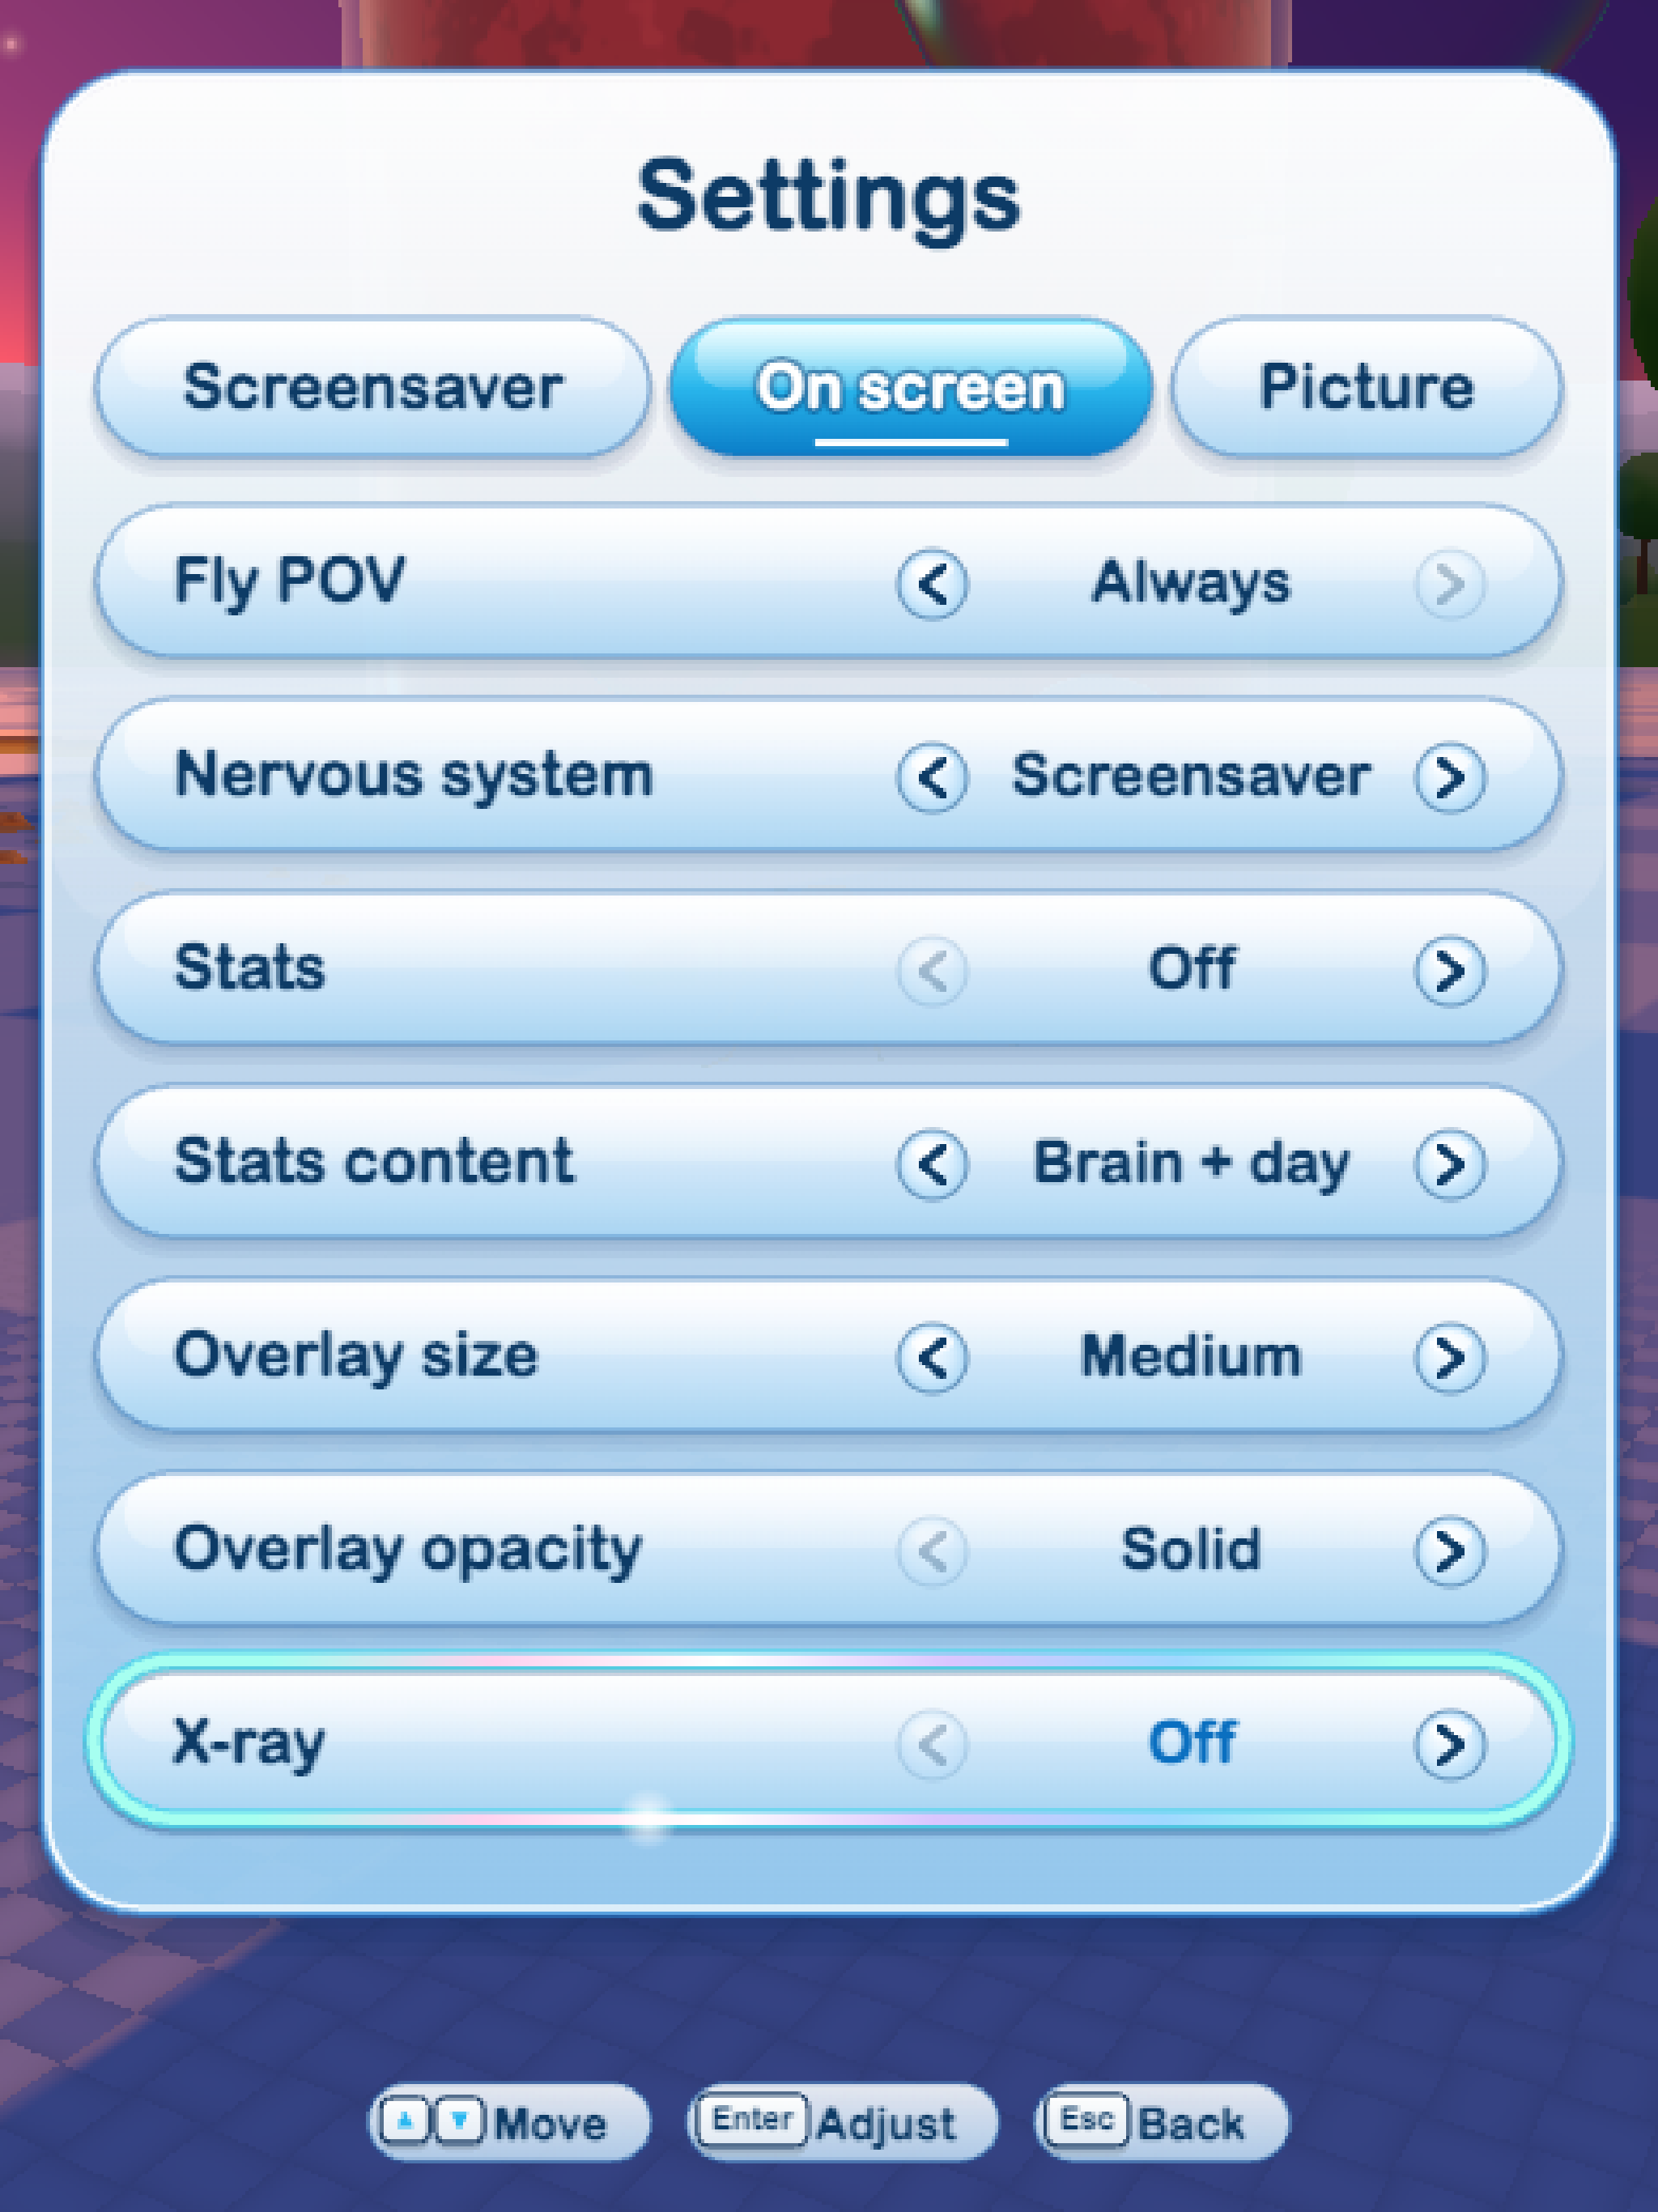 Settings
Screensaver On screen Picture
Fly POV < Always >
Nervous system < Screensaver >
Stats < Off >
Stats content < Brain + day >
Overlay size < Medium >
Overlay opacity < Solid >
X-ray < Off >
▲ ▼ Move Enter Adjust Esc Back